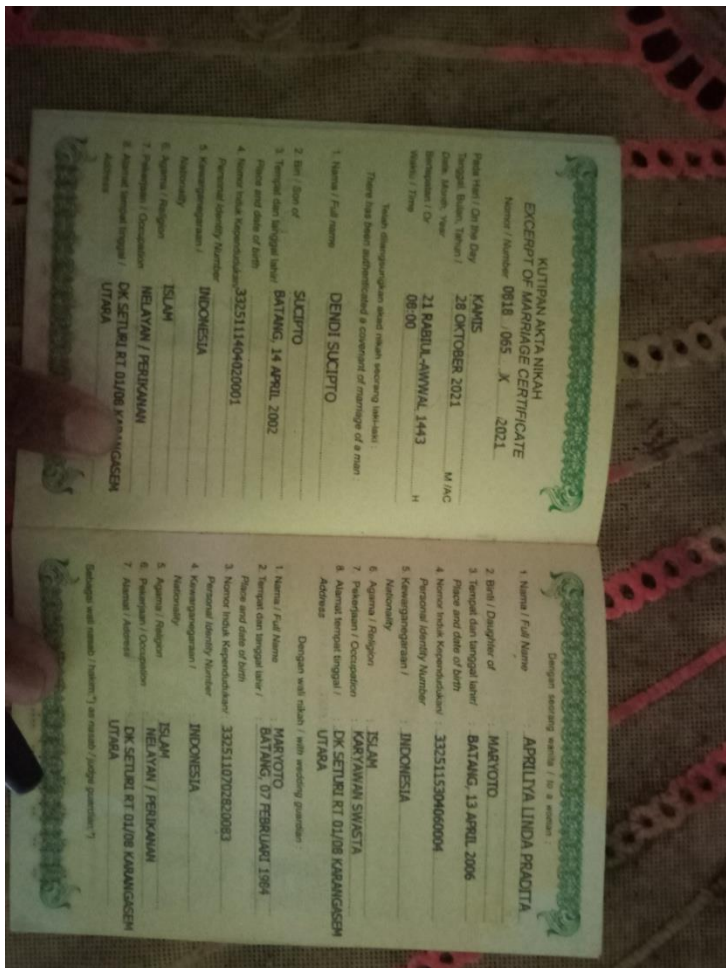 KUTIPAN AKTA NIKAH
EXCERPT OF MARRIAGE CERTIFICATE
Nomor / Number 0818 /065 X /2021
Pada Hari / On the Day KAMIS
Tanggal, Bulan, Tahun / 28 OKTOBER 2021 M /AC
Date, Month, Year
Bertepatan / Or 21 RABIUL-AWWAL 1443 H
Waktu / Time 08:00
Telah dilangsungkan akad nikah seorang laki-laki
There has been authenticated a covenant of marriage of a man
1. Nama / Full name DENDI SUCIPTO
2. Bin / Son of SUCIPTO
3. Tempat dan tanggal lahir/ BATANG, 14 APRIL 2002
Place and date of birth
4. Nomor Induk Kependudukan/ 3325111404020001
Personal Identity Number
5. Kewarganegaraan / INDONESIA
Nationality
6. Agama / Religion ISLAM
7. Pekerjaan / Occupation NELAYAN / PERIKANAN
8. Alamat tempat tinggal / DK SETURI RT 01/08 KARANGASEM
Address UTARA
Dengan seorang wanita / to a woman :
1. Nama / Full Name : APRILIYA LINDA PRADITA
2. Binti / Daughter of : MARYOTO
3. Tempat dan tanggal lahir/ : BATANG, 13 APRIL 2006
Place and date of birth
4. Nomor Induk Kependudukan/ : 3325115304060004
Personal Identity Number
5. Kewarganegaraan / : INDONESIA
Nationality
6. Agama / Religion : ISLAM
7. Pekerjaan / Occupation : KARYAWAN SWASTA
8. Alamat tempat tinggal / : DK SETURI RT 01/08 KARANGASEM
Address UTARA
Dengan wali nikah / with wedding guardian :
1. Nama / Full Name : MARYOTO
2. Tempat dan tanggal lahir / : BATANG, 07 FEBRUARI 1984
Place and date of birth
3. Nomor Induk Kependudukan/ : 3325110702820083
Personal Identity Number
4. Kewarganegaraan / : INDONESIA
Nationality
5. Agama / Religion : ISLAM
6. Pekerjaan / Occupation : NELAYAN / PERIKANAN
7. Alamat / Address : DK SETURI RT 01/08 KARANGASEM
UTARA
Sebagai wali nasab / hakim;*) as nasab / judge guardian*)